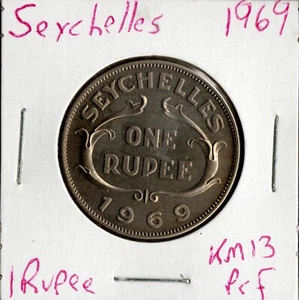 Seychelles 1969
SEYCHELLES
ONE
RUPEE
1969
1 Rupee
KM13
Prf